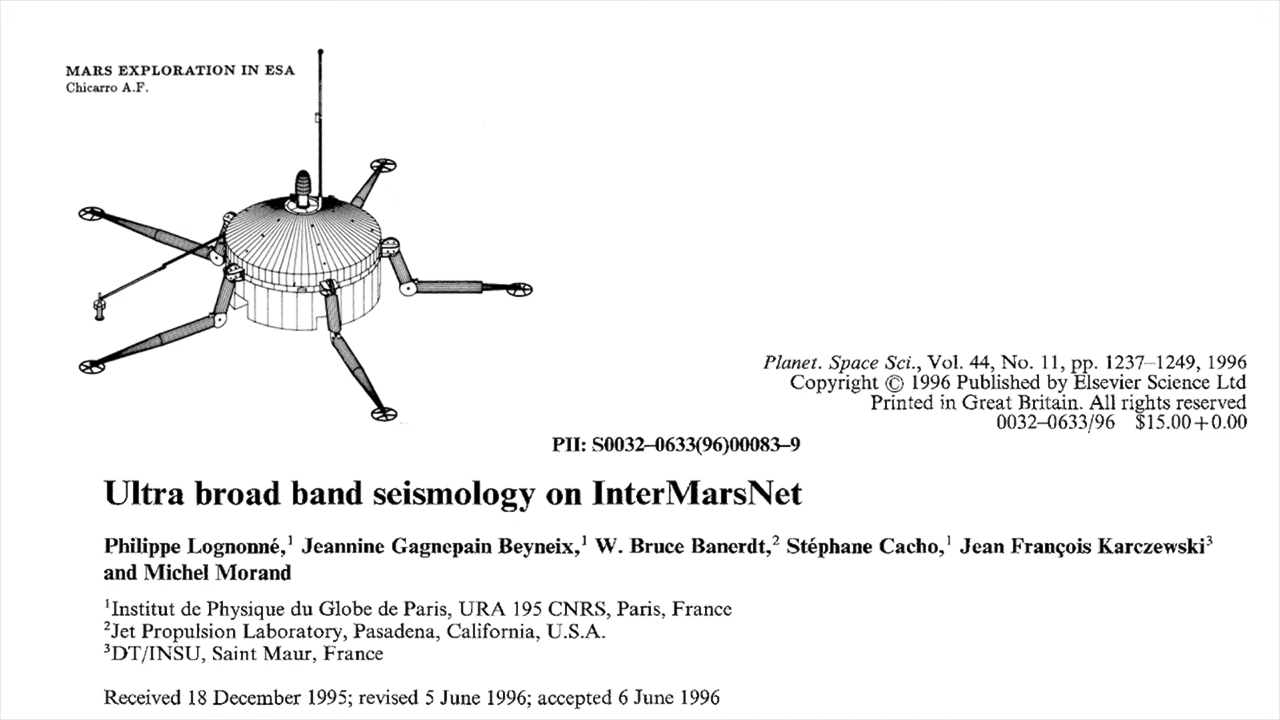 MARS EXPLORATION IN ESA
Chicarro A.F.
Planet. Space Sci., Vol. 44, No. 11, pp. 1237–1249, 1996
Copyright © 1996 Published by Elsevier Science Ltd
Printed in Great Britain. All rights reserved
0032–0633/96 $15.00+0.00
PII: S0032–0633(96)00083–9
Ultra broad band seismology on InterMarsNet
Philippe Lognonné,¹ Jeannine Gagnepain Beyneix,¹ W. Bruce Banerdt,² Stéphane Cacho,¹ Jean François Karczewski³
and Michel Morand
¹Institut de Physique du Globe de Paris, URA 195 CNRS, Paris, France
²Jet Propulsion Laboratory, Pasadena, California, U.S.A.
³DT/INSU, Saint Maur, France
Received 18 December 1995; revised 5 June 1996; accepted 6 June 1996